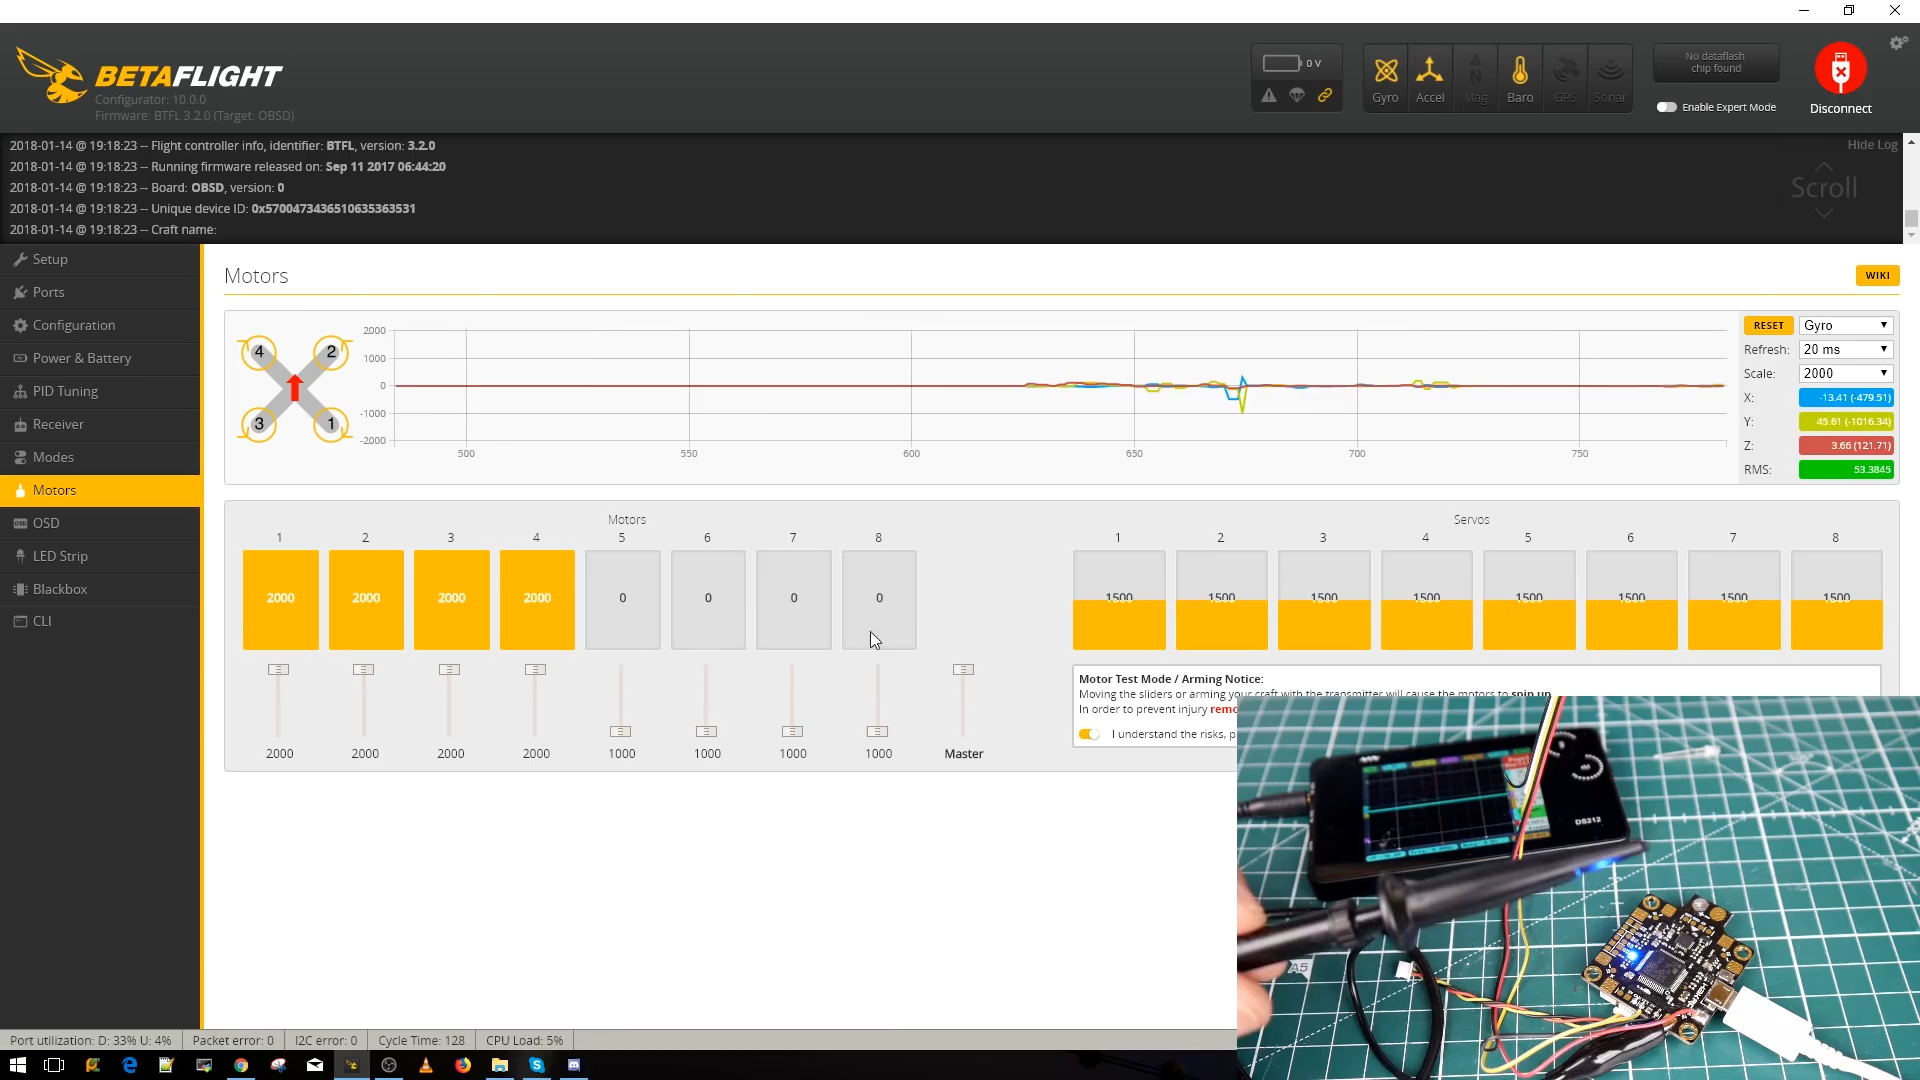 BETAFLIGHT
Configurator: 10.0.0
Firmware: BTFL 3.2.0 (Target: OBSD)
0 V
Gyro
Accel
Mag
Baro
GPS
Sonar
No dataflash
chip found
Enable Expert Mode
Disconnect
2018-01-14 @ 19:18:23 -- Flight controller info, identifier: BTFL, version: 3.2.0
2018-01-14 @ 19:18:23 -- Running firmware released on: Sep 11 2017 06:44:20
2018-01-14 @ 19:18:23 -- Board: OBSD, version: 0
2018-01-14 @ 19:18:23 -- Unique device ID: 0x5700473436510635363531
2018-01-14 @ 19:18:23 -- Craft name:
Hide Log
Scroll
Setup
Ports
Configuration
Power & Battery
PID Tuning
Receiver
Modes
Motors
OSD
LED Strip
Blackbox
CLI
Motors
WIKI
4
2
3
1
2000
1000
0
-1000
-2000
500
550
600
650
700
750
RESET
Gyro
Refresh:
20 ms
Scale:
2000
X:
-13.41 (-479.51)
Y:
45.61 (-1016.34)
Z:
3.66 (121.71)
RMS:
53.3845
Motors
1 2 3 4 5 6 7 8
2000 2000 2000 2000 0 0 0 0
2000 2000 2000 2000 1000 1000 1000 1000 Master
Servos
1 2 3 4 5 6 7 8
1500 1500 1500 1500 1500 1500 1500 1500
Motor Test Mode / Arming Notice:
Moving the sliders or arming your craft with the transmitter will cause the motors to spin up.
In order to prevent injury remo
I understand the risks, p
DS212
A5
Port utilization: D: 33% U: 4%
Packet error: 0
I2C error: 0
Cycle Time: 128
CPU Load: 5%